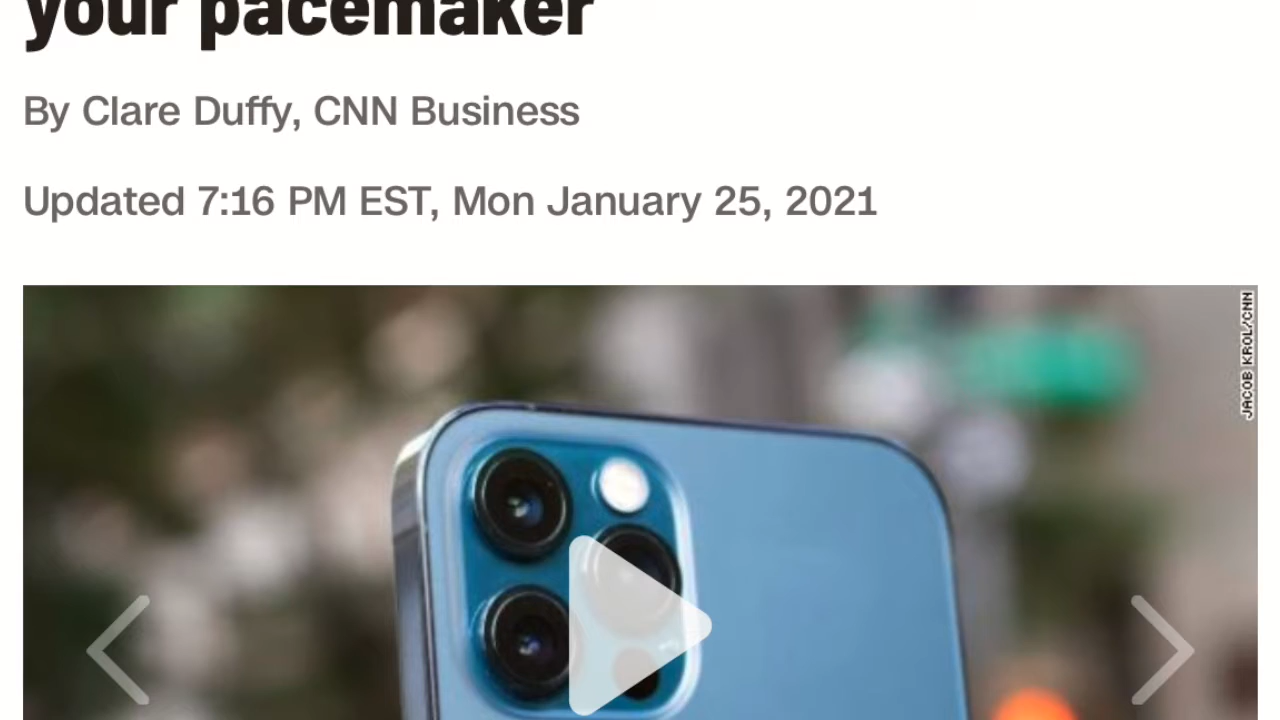 your pacemaker
By Clare Duffy, CNN Business
Updated 7:16 PM EST, Mon January 25, 2021
JACOB KROL/CNN